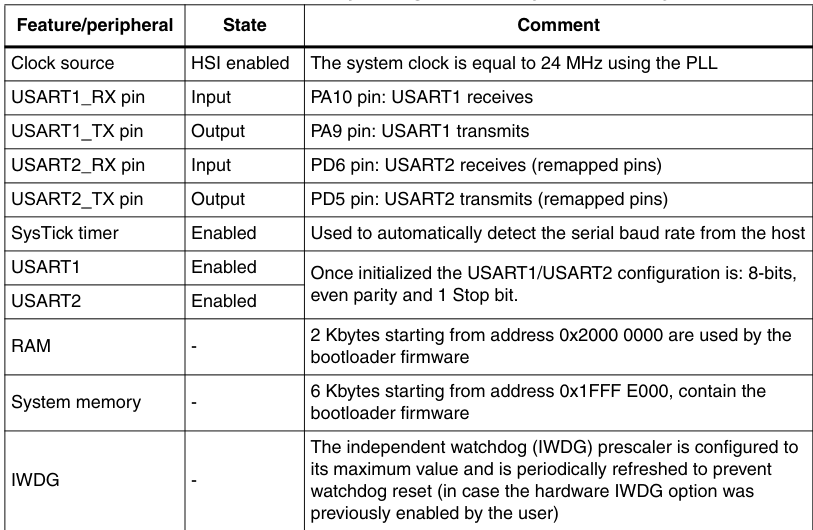 Feature/peripheral State Comment
Clock source HSI enabled The system clock is equal to 24 MHz using the PLL
USART1_RX pin Input PA10 pin: USART1 receives
USART1_TX pin Output PA9 pin: USART1 transmits
USART2_RX pin Input PD6 pin: USART2 receives (remapped pins)
USART2_TX pin Output PD5 pin: USART2 transmits (remapped pins)
SysTick timer Enabled Used to automatically detect the serial baud rate from the host
USART1 Enabled
Once initialized the USART1/USART2 configuration is: 8-bits,
even parity and 1 Stop bit.
USART2 Enabled
RAM - 2 Kbytes starting from address 0x2000 0000 are used by the
bootloader firmware
System memory - 6 Kbytes starting from address 0x1FFF E000, contain the
bootloader firmware
IWDG - The independent watchdog (IWDG) prescaler is configured to
its maximum value and is periodically refreshed to prevent
watchdog reset (in case the hardware IWDG option was
previously enabled by the user)